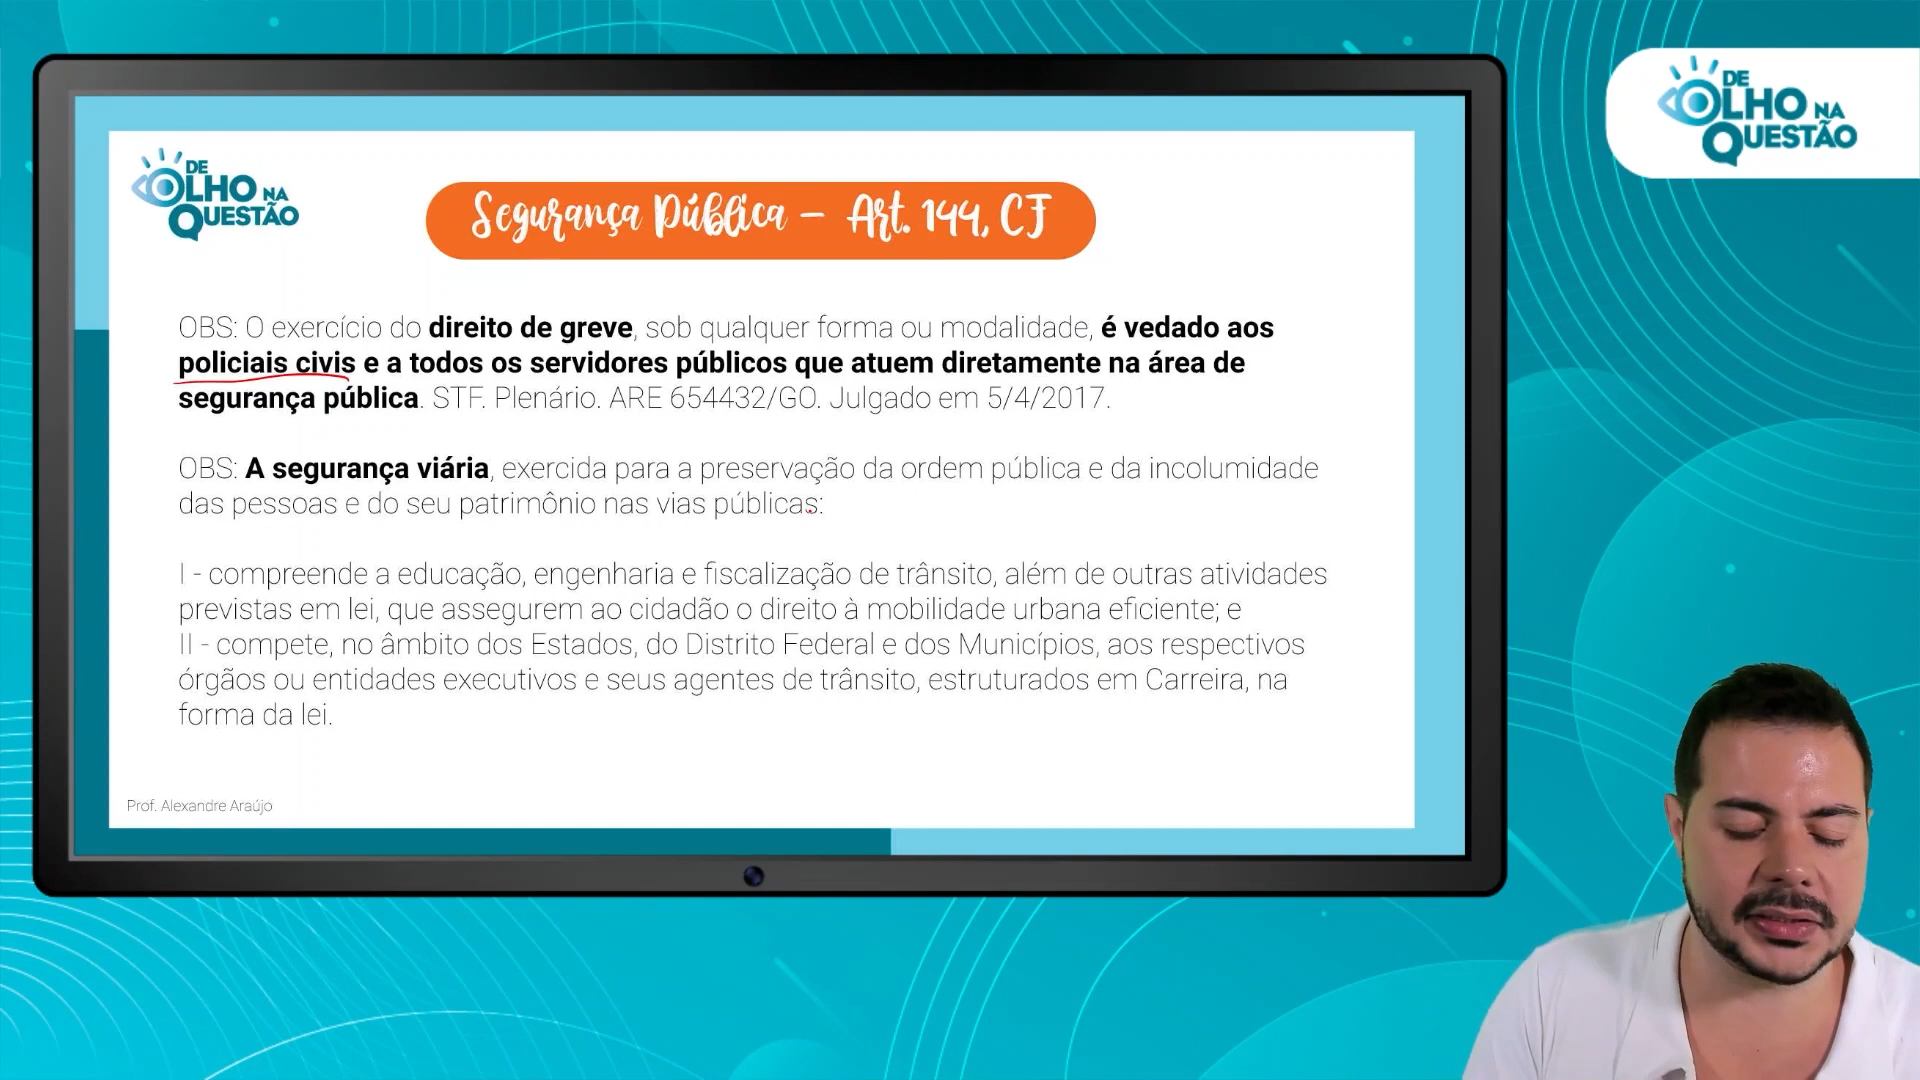 DE
OLHO NA
QUESTÃO
DE
OLHO NA
QUESTÃO
Segurança Pública – Art. 144, CF
OBS: O exercício do direito de greve, sob qualquer forma ou modalidade, é vedado aos
policiais civis e a todos os servidores públicos que atuem diretamente na área de
segurança pública. STF. Plenário. ARE 654432/GO. Julgado em 5/4/2017.
OBS: A segurança viária, exercida para a preservação da ordem pública e da incolumidade
das pessoas e do seu patrimônio nas vias públicas:
I - compreende a educação, engenharia e fiscalização de trânsito, além de outras atividades
previstas em lei, que assegurem ao cidadão o direito à mobilidade urbana eficiente; e
II - compete, no âmbito dos Estados, do Distrito Federal e dos Municípios, aos respectivos
órgãos ou entidades executivos e seus agentes de trânsito, estruturados em Carreira, na
forma da lei.
Prof. Alexandre Araújo